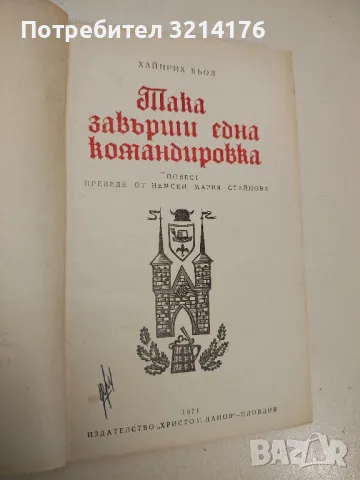 Потребител 3214176
ХАЙНРИХ БЬОЛ
Така
завърши една
командировка
ПОВЕСТ
ПРЕВЕДЕ ОТ НЕМСКИ МАРИЯ СТАЙНОВА
1971
ИЗДАТЕЛСТВО „ХРИСТО Г. ДАНОВ“ — ПЛОВДИВ
bazar